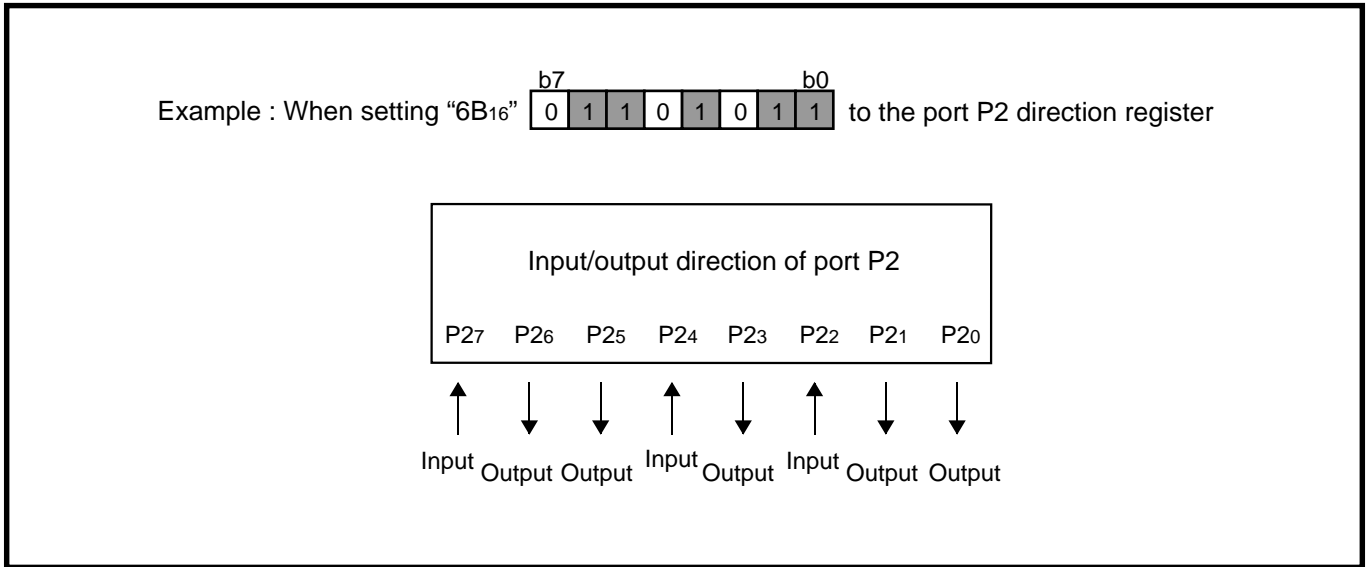 b7 b0
Example : When setting “6B16” 0 1 1 0 1 0 1 1 to the port P2 direction register
Input/output direction of port P2
P27 P26 P25 P24 P23 P22 P21 P20
Input Output Output Input Output Input Output Output